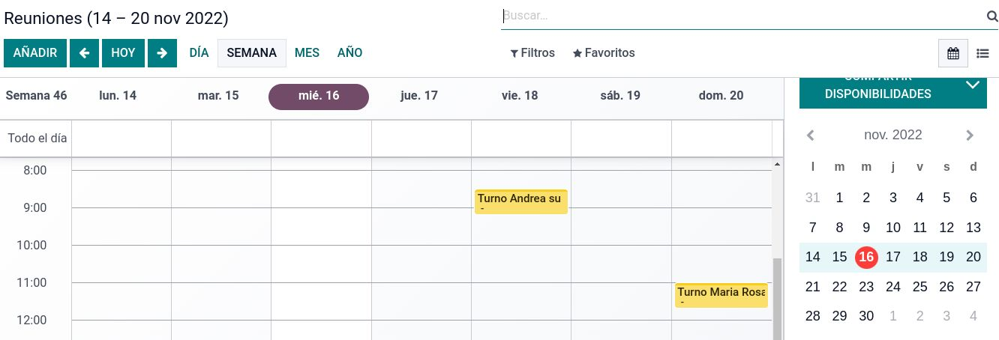 Reuniones (14 – 20 nov 2022)
Buscar...
AÑADIR HOY DÍA SEMANA MES AÑO
Filtros Favoritos
Semana 46 lun. 14 mar. 15 mié. 16 jue. 17 vie. 18 sáb. 19 dom. 20
COMPARTIR
DISPONIBILIDADES
Todo el día
8:00
9:00
10:00
11:00
12:00
Turno Andrea su
-
Turno Maria Rosa
-
nov. 2022
l m m j v s d
31 1 2 3 4 5 6
7 8 9 10 11 12 13
14 15 16 17 18 19 20
21 22 23 24 25 26 27
28 29 30 1 2 3 4